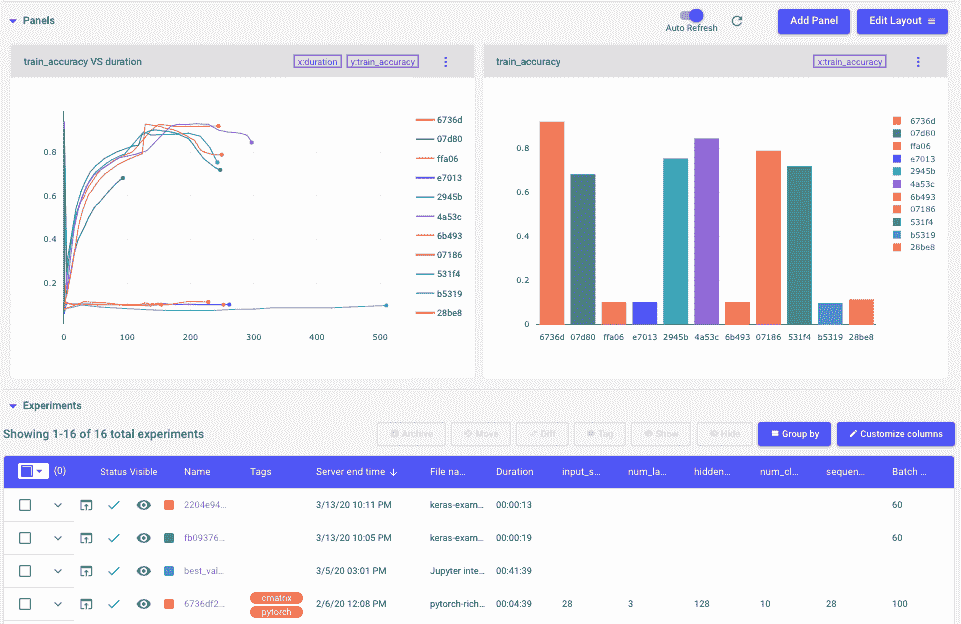 Panels
Auto Refresh
Add Panel
Edit Layout
train_accuracy VS duration
x:duration
y:train_accuracy
train_accuracy
x:train_accuracy
0.8
0.6
0.4
0.2
0 100 200 300 400 500
6736d
07d80
ffa06
e7013
2945b
4a53c
6b493
07186
531f4
b5319
28be8
0.8
0.6
0.4
0.2
0
6736d 07d80 ffa06 e7013 2945b 4a53c 6b493 07186 531f4 b5319 28be8
6736d
07d80
ffa06
e7013
2945b
4a53c
6b493
07186
531f4
b5319
28be8
Experiments
Showing 1-16 of 16 total experiments
Archive Move Diff Tag Show Hide Group by Customize columns
(0) Status Visible Name Tags Server end time File na... Duration input_s... num_la... hidden... num_cl... sequen... Batch ...
2204e94... 3/13/20 10:11 PM keras-exam... 00:00:13 60
fb09376... 3/13/20 10:05 PM keras-exam... 00:00:19 60
best_val... 3/5/20 03:01 PM Jupyter inte... 00:41:39
6736df2... cmatrix 2/6/20 12:08 PM pytorch-rich... 00:04:39 28 3 128 10 28 100
pytorch